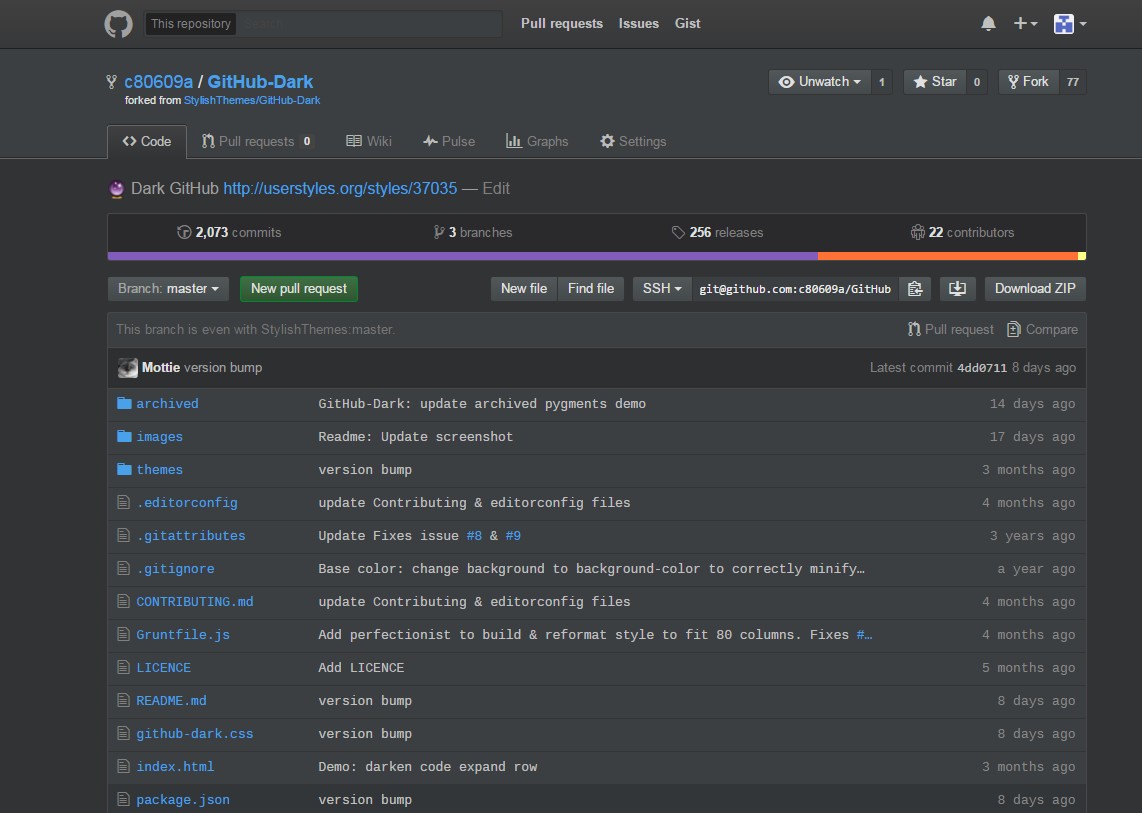 This repository Pull requests Issues Gist
c80609a / GitHub-Dark Unwatch 1 Star 0 Fork 77
forked from StylishThemes/GitHub-Dark
Code Pull requests 0 Wiki Pulse Graphs Settings
Dark GitHub http://userstyles.org/styles/37035 — Edit
2,073 commits 3 branches 256 releases 22 contributors
Branch: master New pull request New file Find file SSH git@github.com:c80609a/GitHub Download ZIP
This branch is even with StylishThemes:master. Pull request Compare
Mottie version bump Latest commit 4dd0711 8 days ago
archived GitHub-Dark: update archived pygments demo 14 days ago
images Readme: Update screenshot 17 days ago
themes version bump 3 months ago
.editorconfig update Contributing & editorconfig files 4 months ago
.gitattributes Update Fixes issue #8 & #9 3 years ago
.gitignore Base color: change background to background-color to correctly minify… a year ago
CONTRIBUTING.md update Contributing & editorconfig files 4 months ago
Gruntfile.js Add perfectionist to build & reformat style to fit 80 columns. Fixes #… 4 months ago
LICENCE Add LICENCE 5 months ago
README.md version bump 8 days ago
github-dark.css version bump 8 days ago
index.html Demo: darken code expand row 3 months ago
package.json version bump 8 days ago